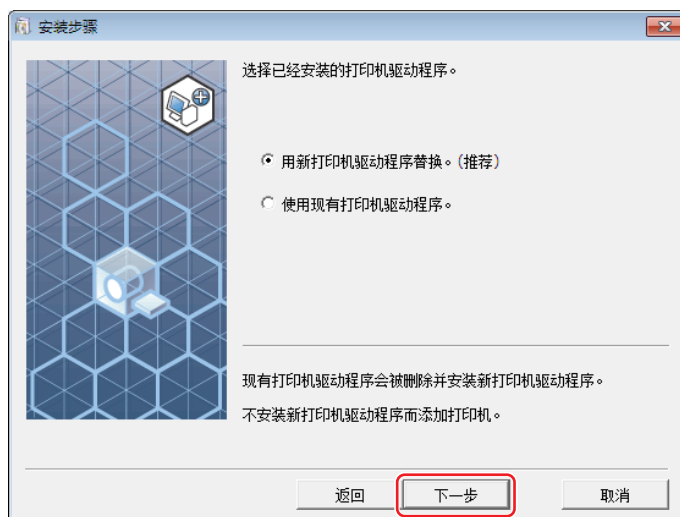 安装步骤
选择已经安装的打印机驱动程序。
用新打印机驱动程序替换。(推荐)
使用现有打印机驱动程序。
现有打印机驱动程序会被删除并安装新打印机驱动程序。
不安装新打印机驱动程序而添加打印机。
返回
下一步
取消